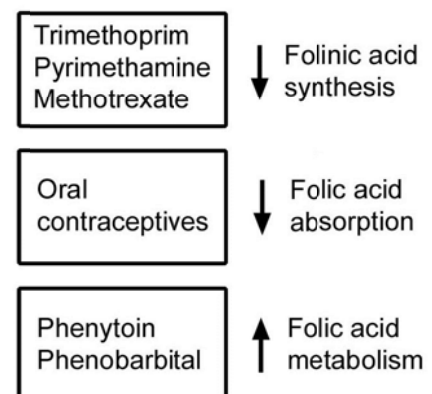 Trimethoprim
Pyrimethamine
Methotrexate
Folinic acid
synthesis
Oral
contraceptives
Folic acid
absorption
Phenytoin
Phenobarbital
Folic acid
metabolism